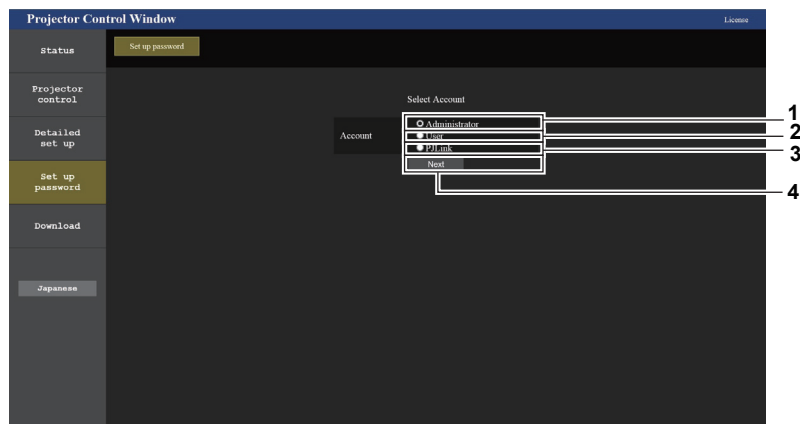 Projector Control Window
License
Status
Set up password
Projector
control
Select Account
1
Administrator
2
Detailed
set up
Account
User
3
PJLink
Next
Set up
password
4
Download
Japanese